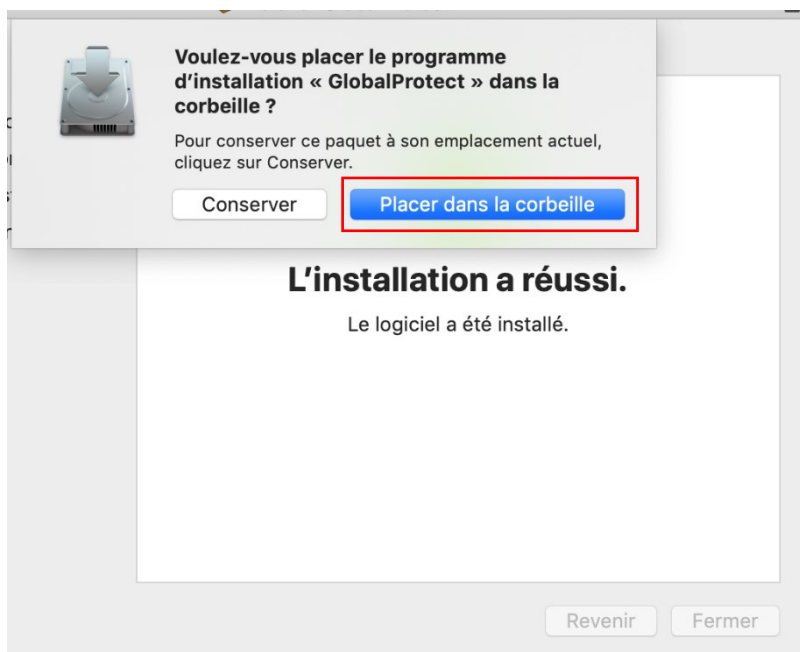 Voulez-vous placer le programme
d’installation « GlobalProtect » dans la
corbeille ?
Pour conserver ce paquet à son emplacement actuel,
cliquez sur Conserver.
Conserver
Placer dans la corbeille
L’installation a réussi.
Le logiciel a été installé.
Revenir
Fermer